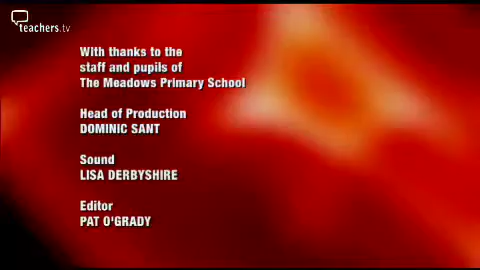 teachers.tv
With thanks to the
staff and pupils of
The Meadows Primary School
Head of Production
DOMINIC SANT
Sound
LISA DERBYSHIRE
Editor
PAT O'GRADY